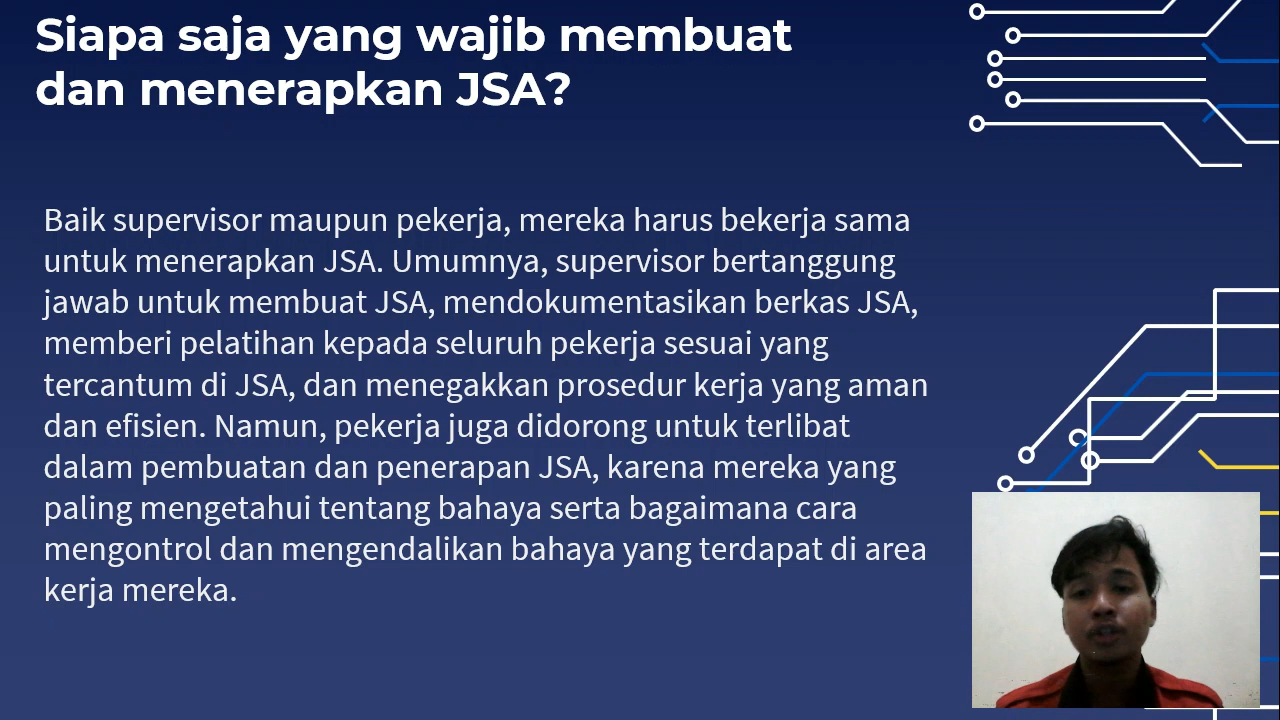 Siapa saja yang wajib membuat
dan menerapkan JSA?
Baik supervisor maupun pekerja, mereka harus bekerja sama
untuk menerapkan JSA. Umumnya, supervisor bertanggung
jawab untuk membuat JSA, mendokumentasikan berkas JSA,
memberi pelatihan kepada seluruh pekerja sesuai yang
tercantum di JSA, dan menegakkan prosedur kerja yang aman
dan efisien. Namun, pekerja juga didorong untuk terlibat
dalam pembuatan dan penerapan JSA, karena mereka yang
paling mengetahui tentang bahaya serta bagaimana cara
mengontrol dan mengendalikan bahaya yang terdapat di area
kerja mereka.